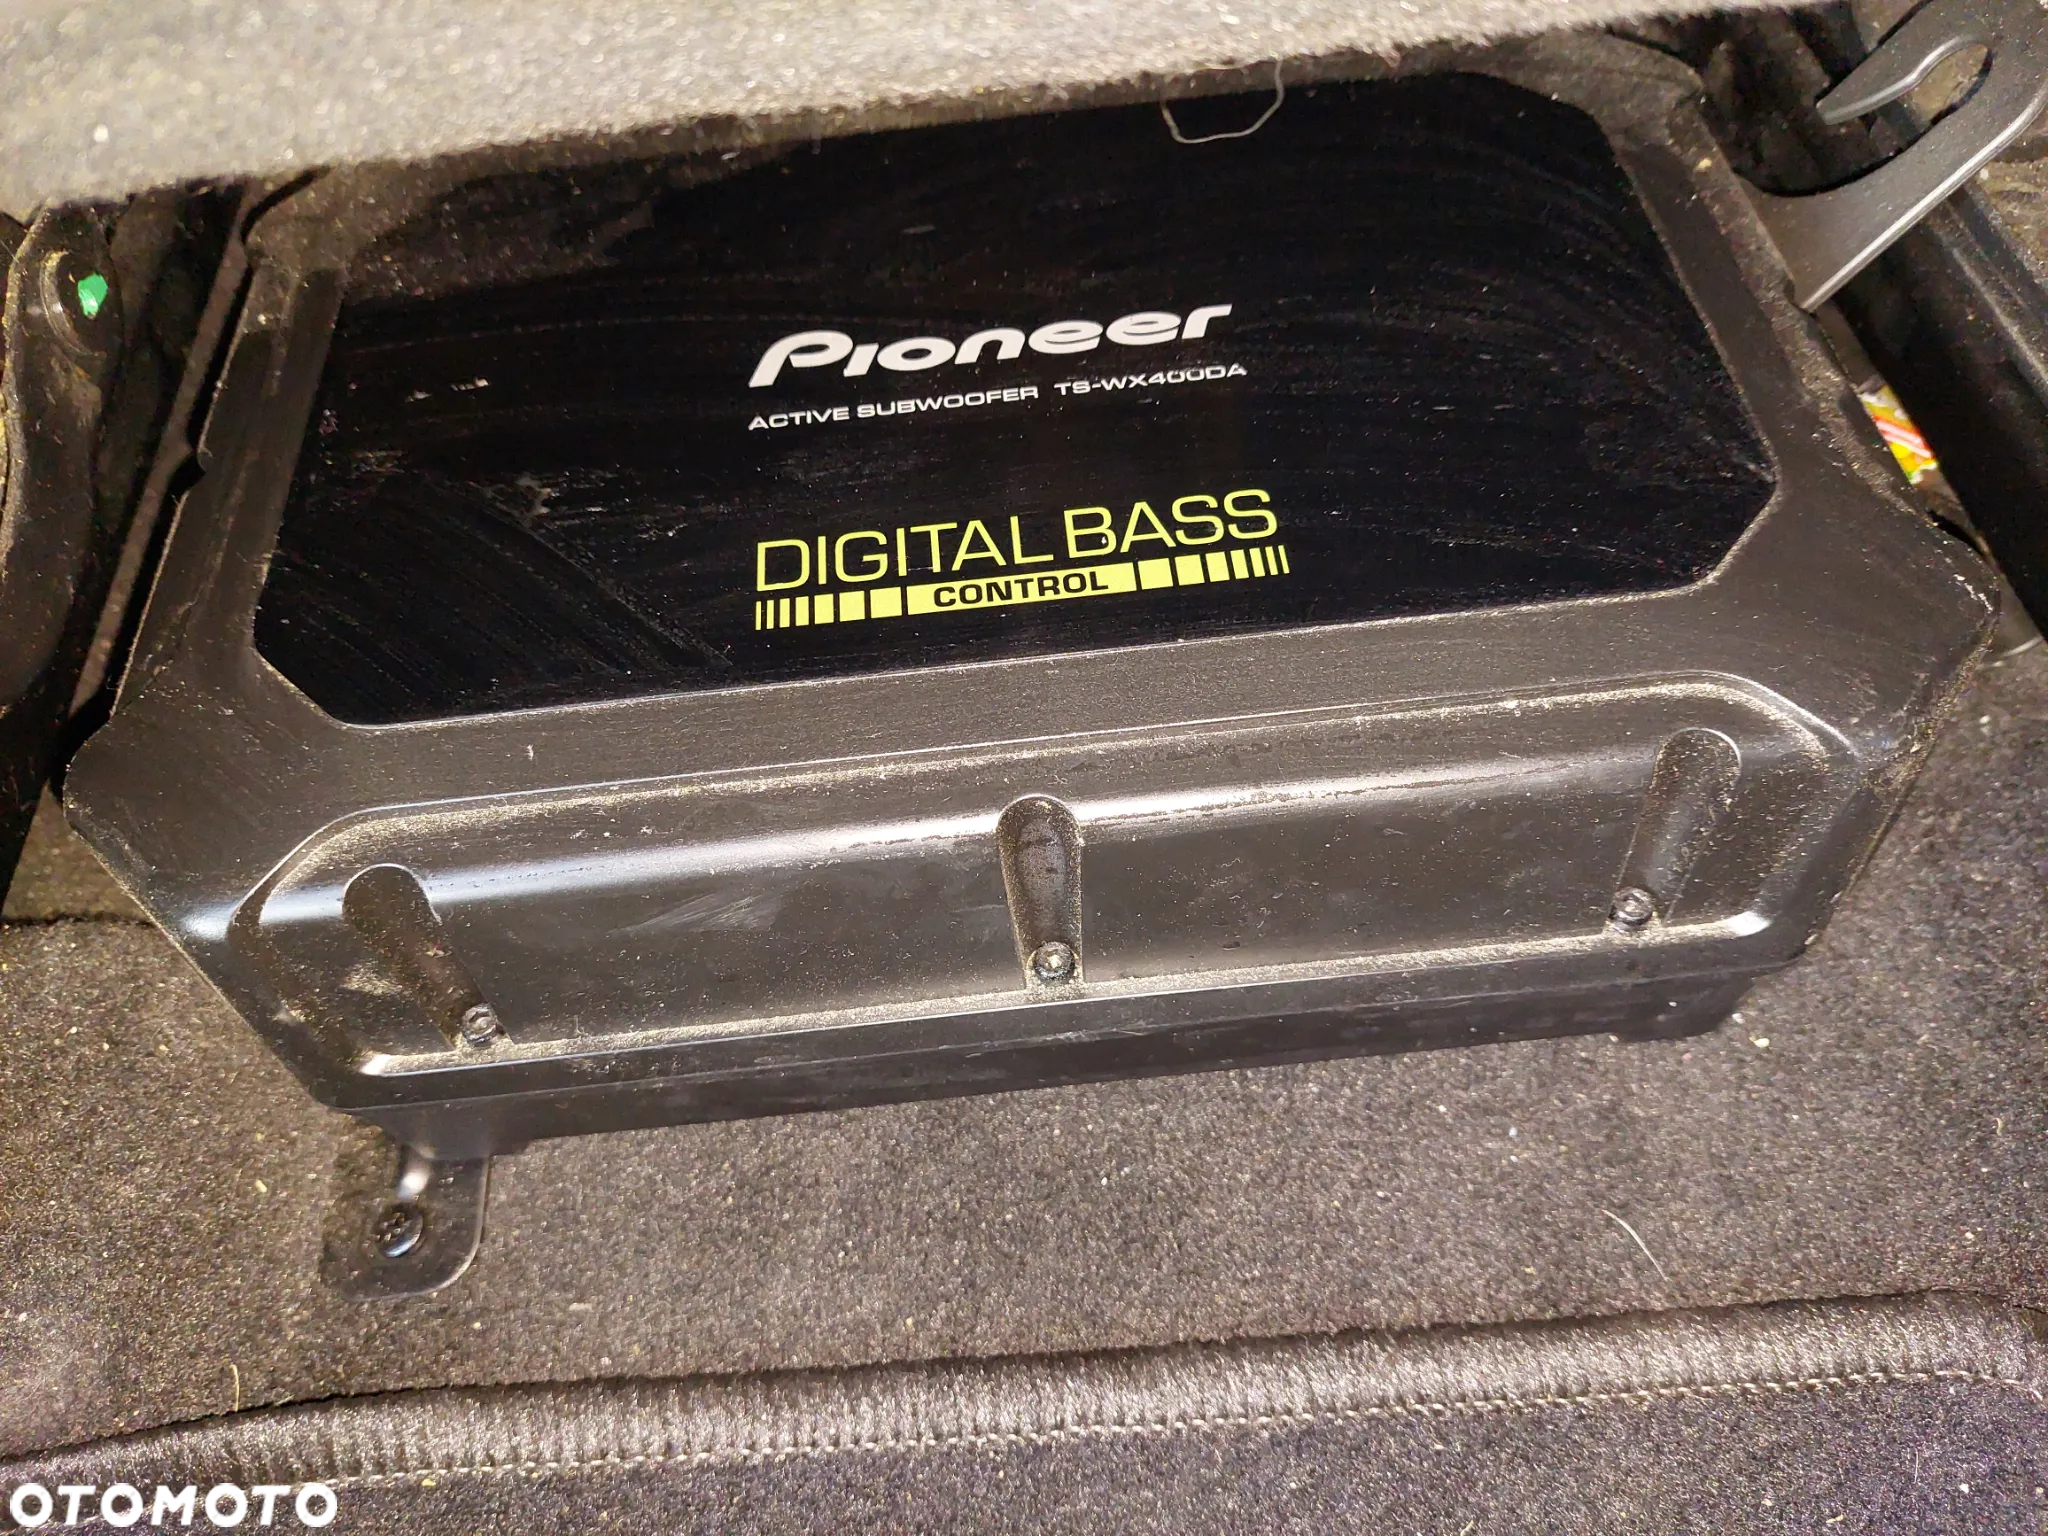 Pioneer
ACTIVE SUBWOOFER TS-WX400DA
DIGITAL BASS
CONTROL
OTOMOTO